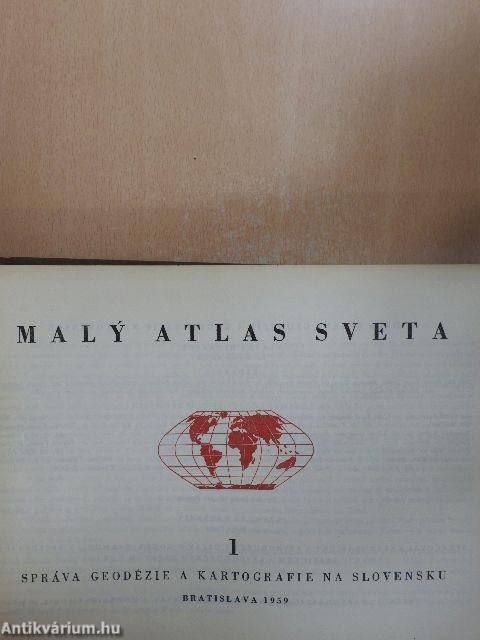 MALÝ ATLAS SVETA
1
SPRÁVA GEODÉZIE A KARTOGRAFIE NA SLOVENSKU
BRATISLAVA 1959
Antikvárium.hu